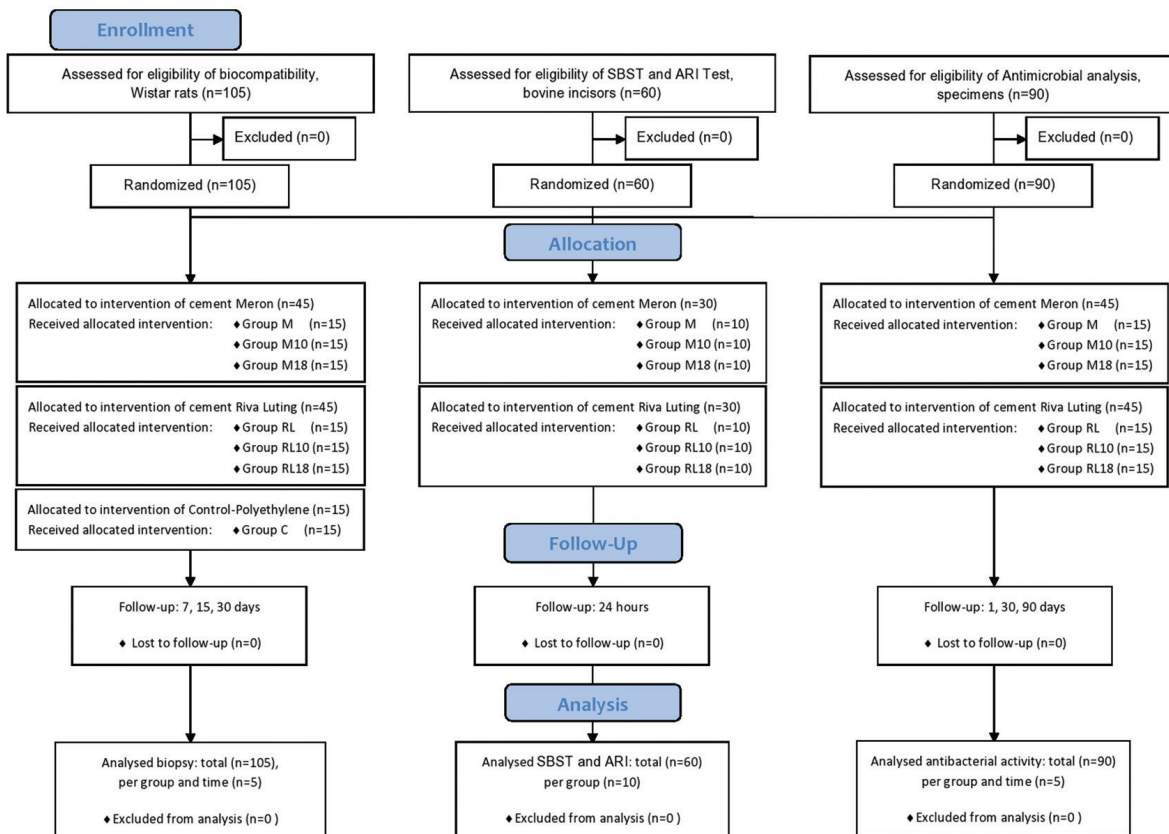 Enrollment
Assessed for eligibility of biocompatibility,
Wistar rats (n=105)
Excluded (n=0)
Randomized (n=105)
Assessed for eligibility of SBST and ARI Test,
bovine incisors (n=60)
Excluded (n=0)
Randomized (n=60)
Assessed for eligibility of Antimicrobial analysis,
specimens (n=90)
Excluded (n=0)
Randomized (n=90)
Allocation
Allocated to intervention of cement Meron (n=45)
Received allocated intervention: ♦ Group M (n=15)
♦ Group M10 (n=15)
♦ Group M18 (n=15)
Allocated to intervention of cement Riva Luting (n=45)
Received allocated intervention: ♦ Group RL (n=15)
♦ Group RL10 (n=15)
♦ Group RL18 (n=15)
Allocated to intervention of Control-Polyethylene (n=15)
Received allocated intervention: ♦ Group C (n=15)
Allocated to intervention of cement Meron (n=30)
Received allocated intervention: ♦ Group M (n=10)
♦ Group M10 (n=10)
♦ Group M18 (n=10)
Allocated to intervention of cement Riva Luting (n=30)
Received allocated intervention: ♦ Group RL (n=10)
♦ Group RL10 (n=10)
♦ Group RL18 (n=10)
Allocated to intervention of cement Meron (n=45)
Received allocated intervention: ♦ Group M (n=15)
♦ Group M10 (n=15)
♦ Group M18 (n=15)
Allocated to intervention of cement Riva Luting (n=45)
Received allocated intervention: ♦ Group RL (n=15)
♦ Group RL10 (n=15)
♦ Group RL18 (n=15)
Follow-Up
Follow-up: 7, 15, 30 days
♦ Lost to follow-up (n=0)
Follow-up: 24 hours
♦ Lost to follow-up (n=0)
Follow-up: 1, 30, 90 days
♦ Lost to follow-up (n=0)
Analysis
Analysed biopsy: total (n=105),
per group and time (n=5)
♦ Excluded from analysis (n=0 )
Analysed SBST and ARI: total (n=60)
per group (n=10)
♦ Excluded from analysis (n=0 )
Analysed antibacterial activity: total (n=90)
per group and time (n=5)
♦ Excluded from analysis (n=0 )